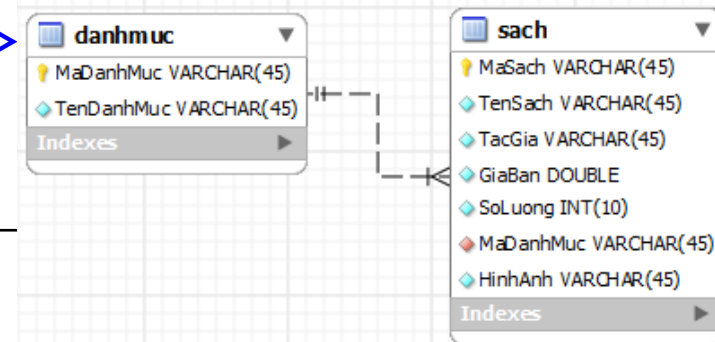 danhmuc
MaDanhMuc VARCHAR(45)
TenDanhMuc VARCHAR(45)
Indexes
sach
MaSach VARCHAR(45)
TenSach VARCHAR(45)
TacGia VARCHAR(45)
GiaBan DOUBLE
SoLuong INT(10)
MaDanhMuc VARCHAR(45)
HinhAnh VARCHAR(45)
Indexes